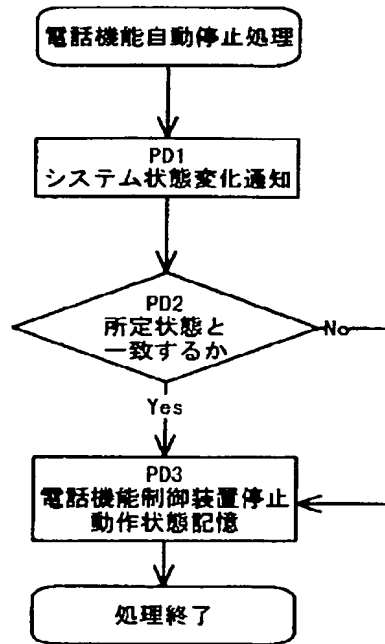 電話機能自動停止処理
PD1
システム状態変化通知
PD2
所定状態と
一致するか
No
Yes
PD3
電話機能制御装置停止
動作状態記憶
処理終了